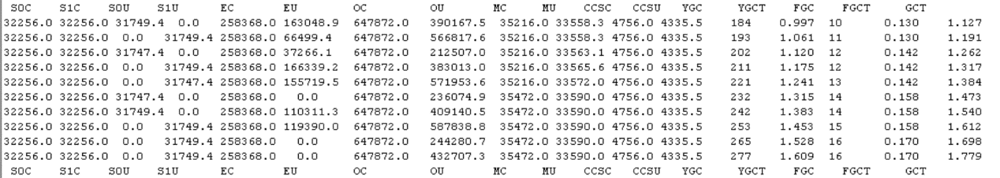 S0C S1C S0U S1U EC EU OC OU MC MU CCSC CCSU YGC YGCT FGC FGCT GCT
32256.0 32256.0 31749.4 0.0 258368.0 163048.9 647872.0 390167.5 35216.0 33558.3 4756.0 4335.5 184 0.997 10 0.130 1.127
32256.0 32256.0 0.0 31749.4 258368.0 66499.4 647872.0 566817.6 35216.0 33558.3 4756.0 4335.5 193 1.061 11 0.130 1.191
32256.0 32256.0 31747.4 0.0 258368.0 37266.1 647872.0 212507.0 35216.0 33563.1 4756.0 4335.5 202 1.120 12 0.142 1.262
32256.0 32256.0 0.0 31749.4 258368.0 166339.2 647872.0 383013.0 35216.0 33565.6 4756.0 4335.5 211 1.175 12 0.142 1.317
32256.0 32256.0 0.0 31747.4 258368.0 155719.5 647872.0 571953.6 35216.0 33572.0 4756.0 4335.5 221 1.241 13 0.142 1.384
32256.0 32256.0 31747.4 0.0 258368.0 0.0 647872.0 236074.9 35472.0 33590.0 4756.0 4335.5 232 1.315 14 0.158 1.473
32256.0 32256.0 31749.4 0.0 258368.0 110311.3 647872.0 409140.5 35472.0 33590.0 4756.0 4335.5 242 1.383 14 0.158 1.540
32256.0 32256.0 0.0 31749.4 258368.0 119390.0 647872.0 587838.8 35472.0 33590.0 4756.0 4335.5 253 1.453 15 0.158 1.612
32256.0 32256.0 0.0 31749.4 258368.0 0.0 647872.0 244280.7 35472.0 33590.0 4756.0 4335.5 265 1.528 16 0.170 1.698
32256.0 32256.0 0.0 31749.4 258368.0 0.0 647872.0 432707.3 35472.0 33590.0 4756.0 4335.5 277 1.609 16 0.170 1.779
S0C S1C S0U S1U EC EU OC OU MC MU CCSC CCSU YGC YGCT FGC FGCT GCT